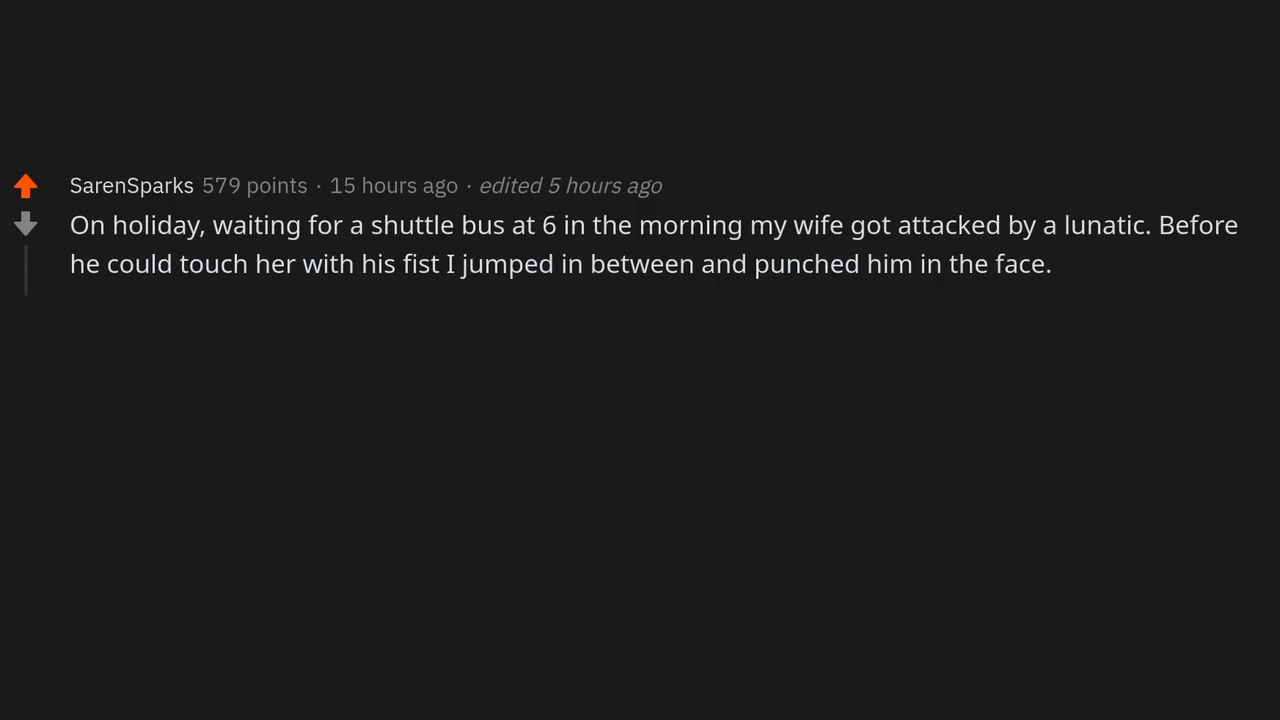 SarenSparks 579 points · 15 hours ago · edited 5 hours ago
On holiday, waiting for a shuttle bus at 6 in the morning my wife got attacked by a lunatic. Before
he could touch her with his fist I jumped in between and punched him in the face.